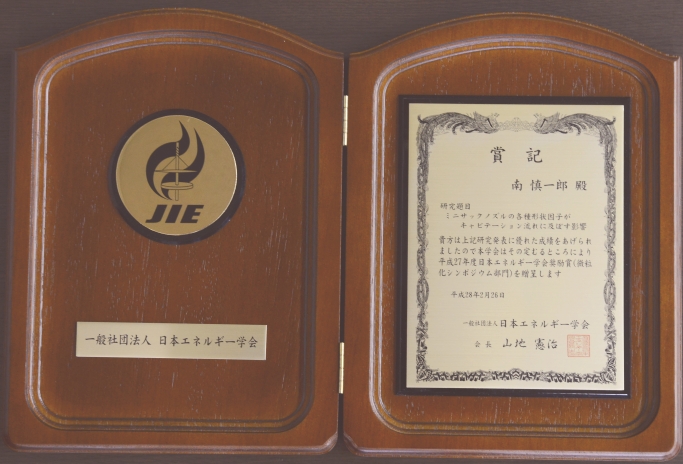 JIE
一般社団法人 日本エネルギー学会
賞記
南 慎一郎 殿
研究題目
ミニサックノズルの各種形状因子が
キャビテーション流れに及ぼす影響
貴方は上記研究発表に優れた成績をあげられ
ましたので本学会はその定むるところにより
平成27年度日本エネルギー学会奨励賞(微粒
化シンポジウム部門)を贈呈します
平成28年2月26日
一般社団法人 日本エネルギー学会
会長 山地 憲治